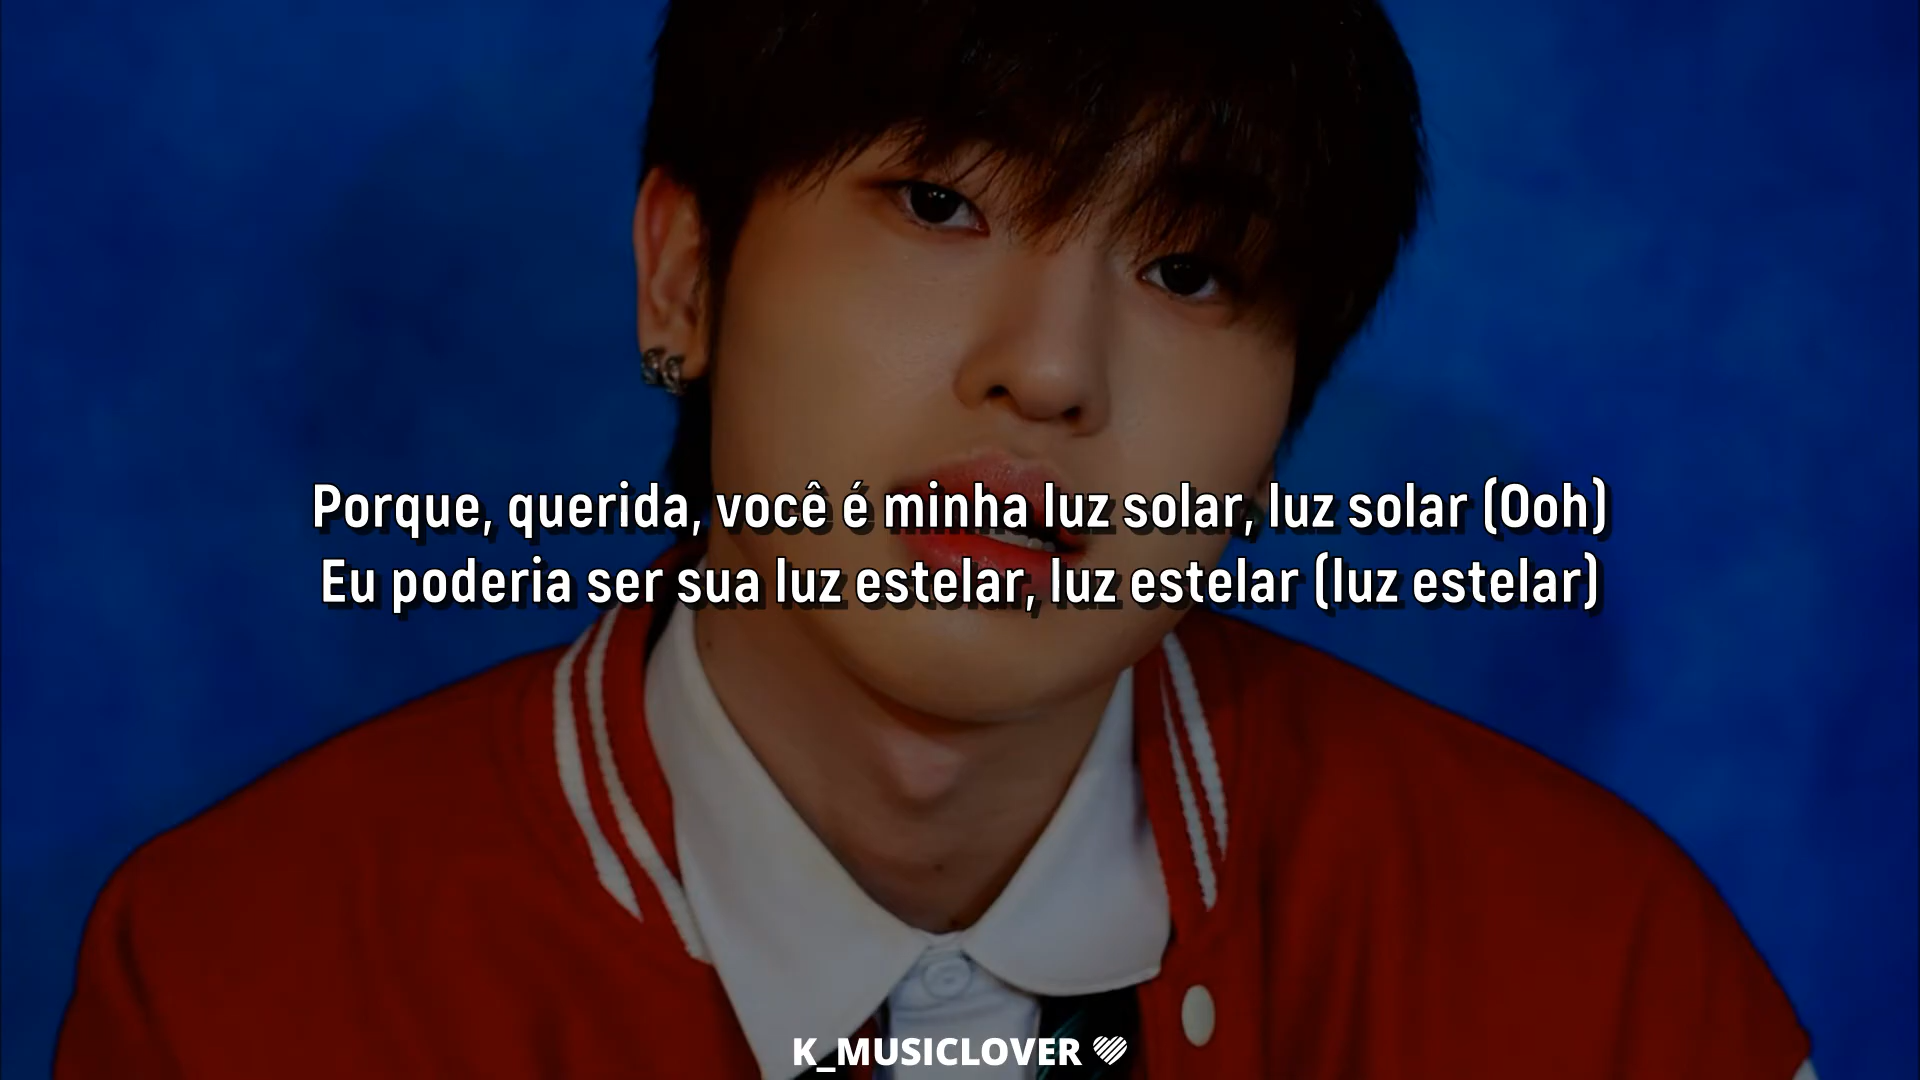 Porque, querida, você é minha luz solar, luz solar (Ooh)
Eu poderia ser sua luz estelar, luz estelar (luz estelar)
K_MUSICLOVER